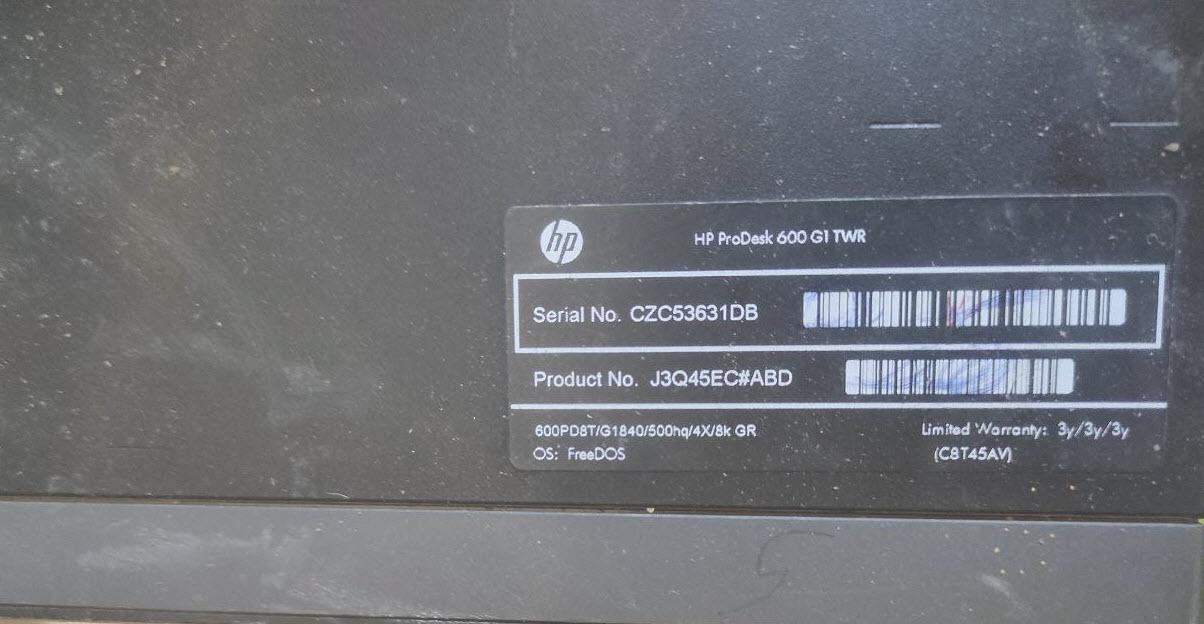 hp
HP ProDesk 600 G1 TWR
Serial No. CZC53631DB
Product No. J3Q45EC#ABD
600PD8T/G1840/500hq/4X/8k GR
Limited Warranty: 3y/3y/3y
OS: FreeDOS
(C8T45AV)